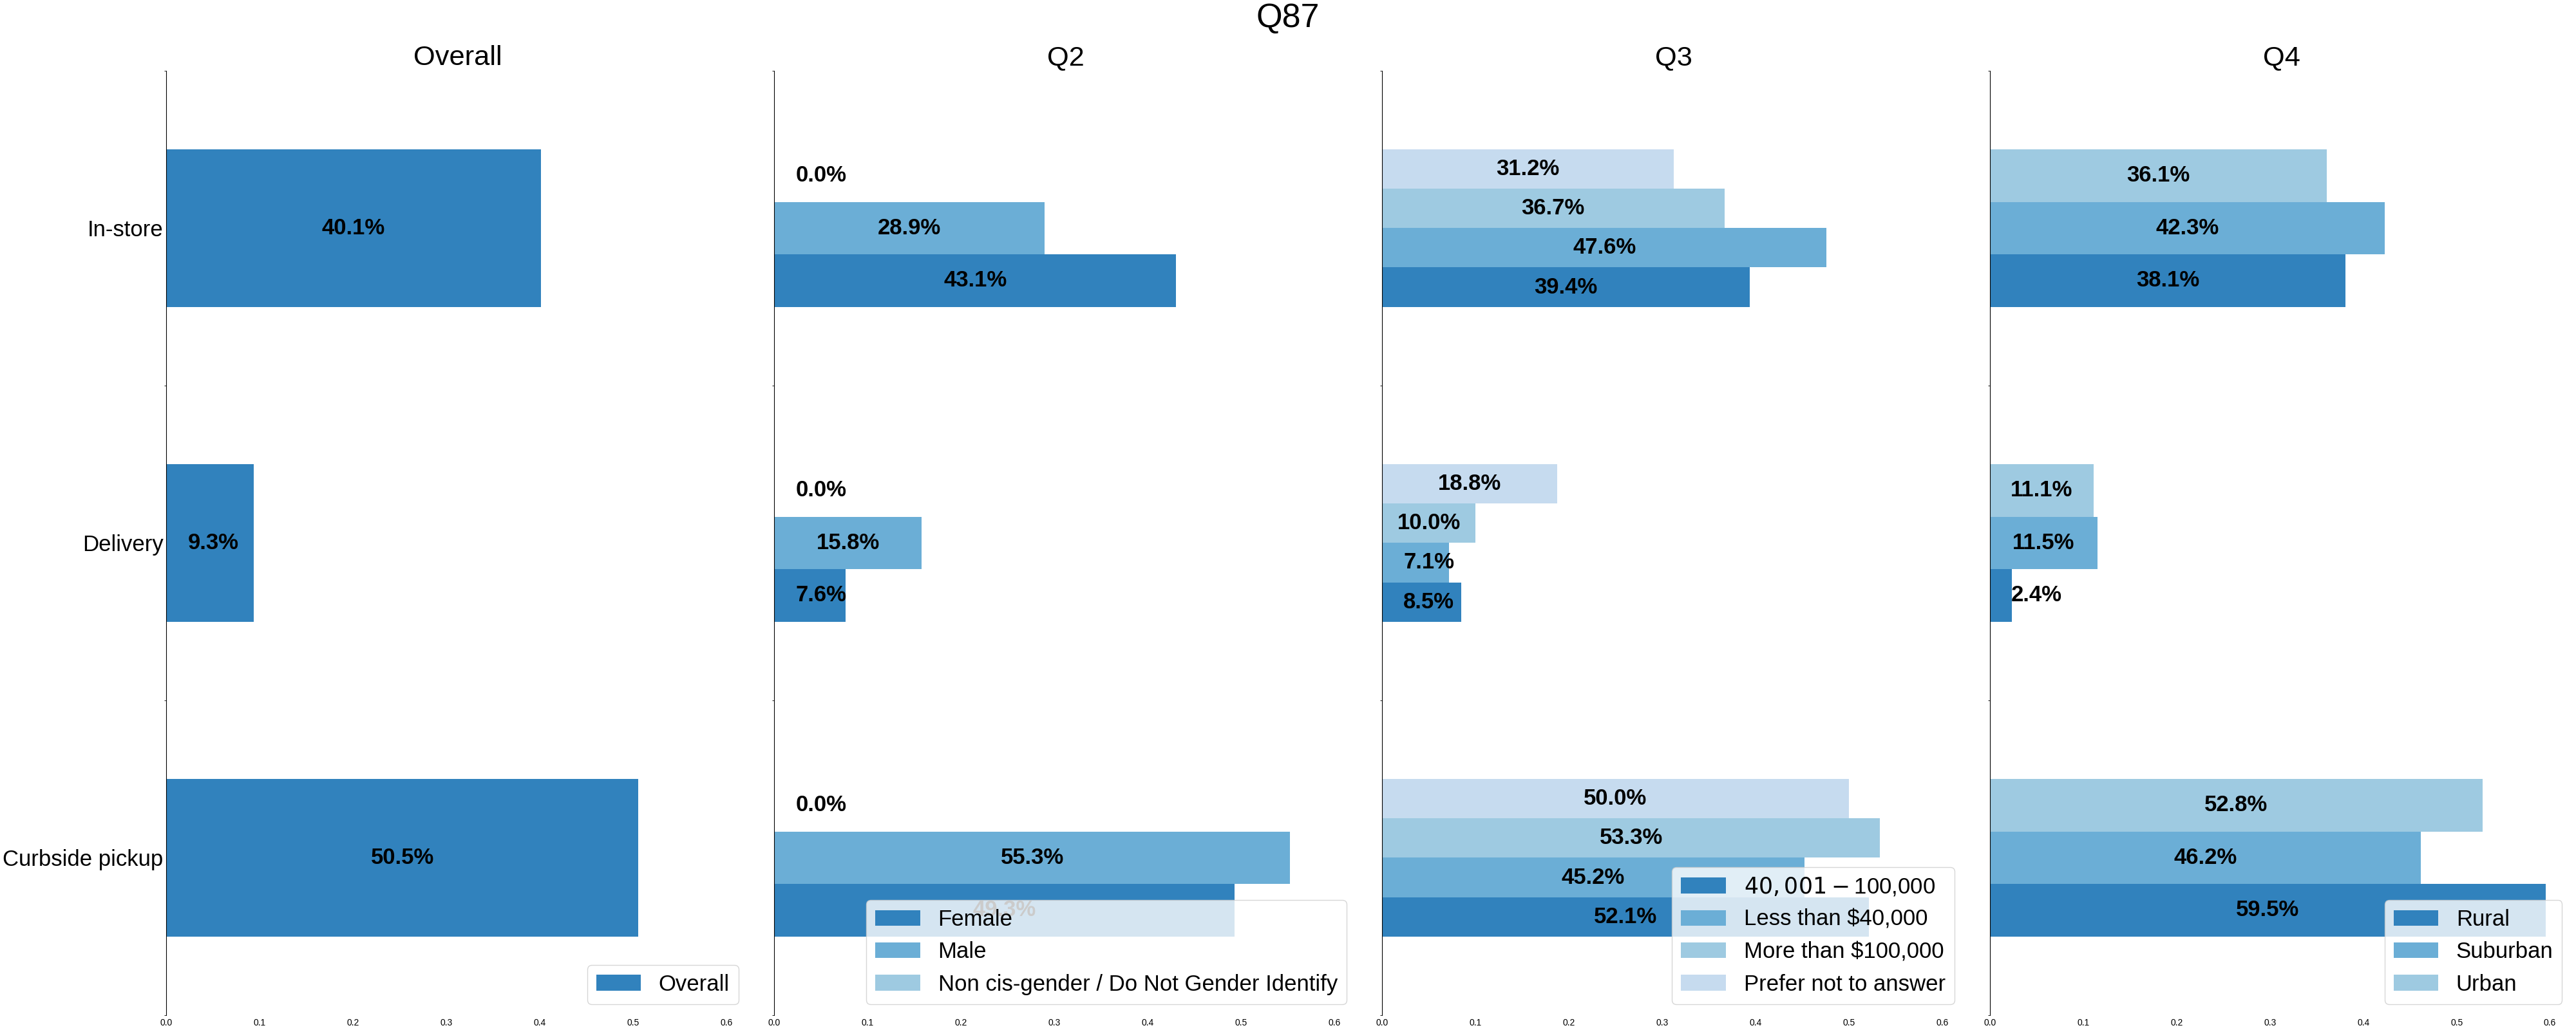 Q87
Overall
Q2
Q3
Q4
In-store
Delivery
Curbside pickup
40.1%
9.3%
50.5%
Overall
0.0 0.1 0.2 0.3 0.4 0.5 0.6
0.0%
28.9%
43.1%
0.0%
15.8%
7.6%
0.0%
55.3%
49.3%
Female
Male
Non cis-gender / Do Not Gender Identify
0.0 0.1 0.2 0.3 0.4 0.5 0.6
31.2%
36.7%
47.6%
39.4%
18.8%
10.0%
7.1%
8.5%
50.0%
53.3%
45.2%
52.1%
40,001 − 100,000
Less than $40,000
More than $100,000
Prefer not to answer
0.0 0.1 0.2 0.3 0.4 0.5 0.6
36.1%
42.3%
38.1%
11.1%
11.5%
2.4%
52.8%
46.2%
59.5%
Rural
Suburban
Urban
0.0 0.1 0.2 0.3 0.4 0.5 0.6